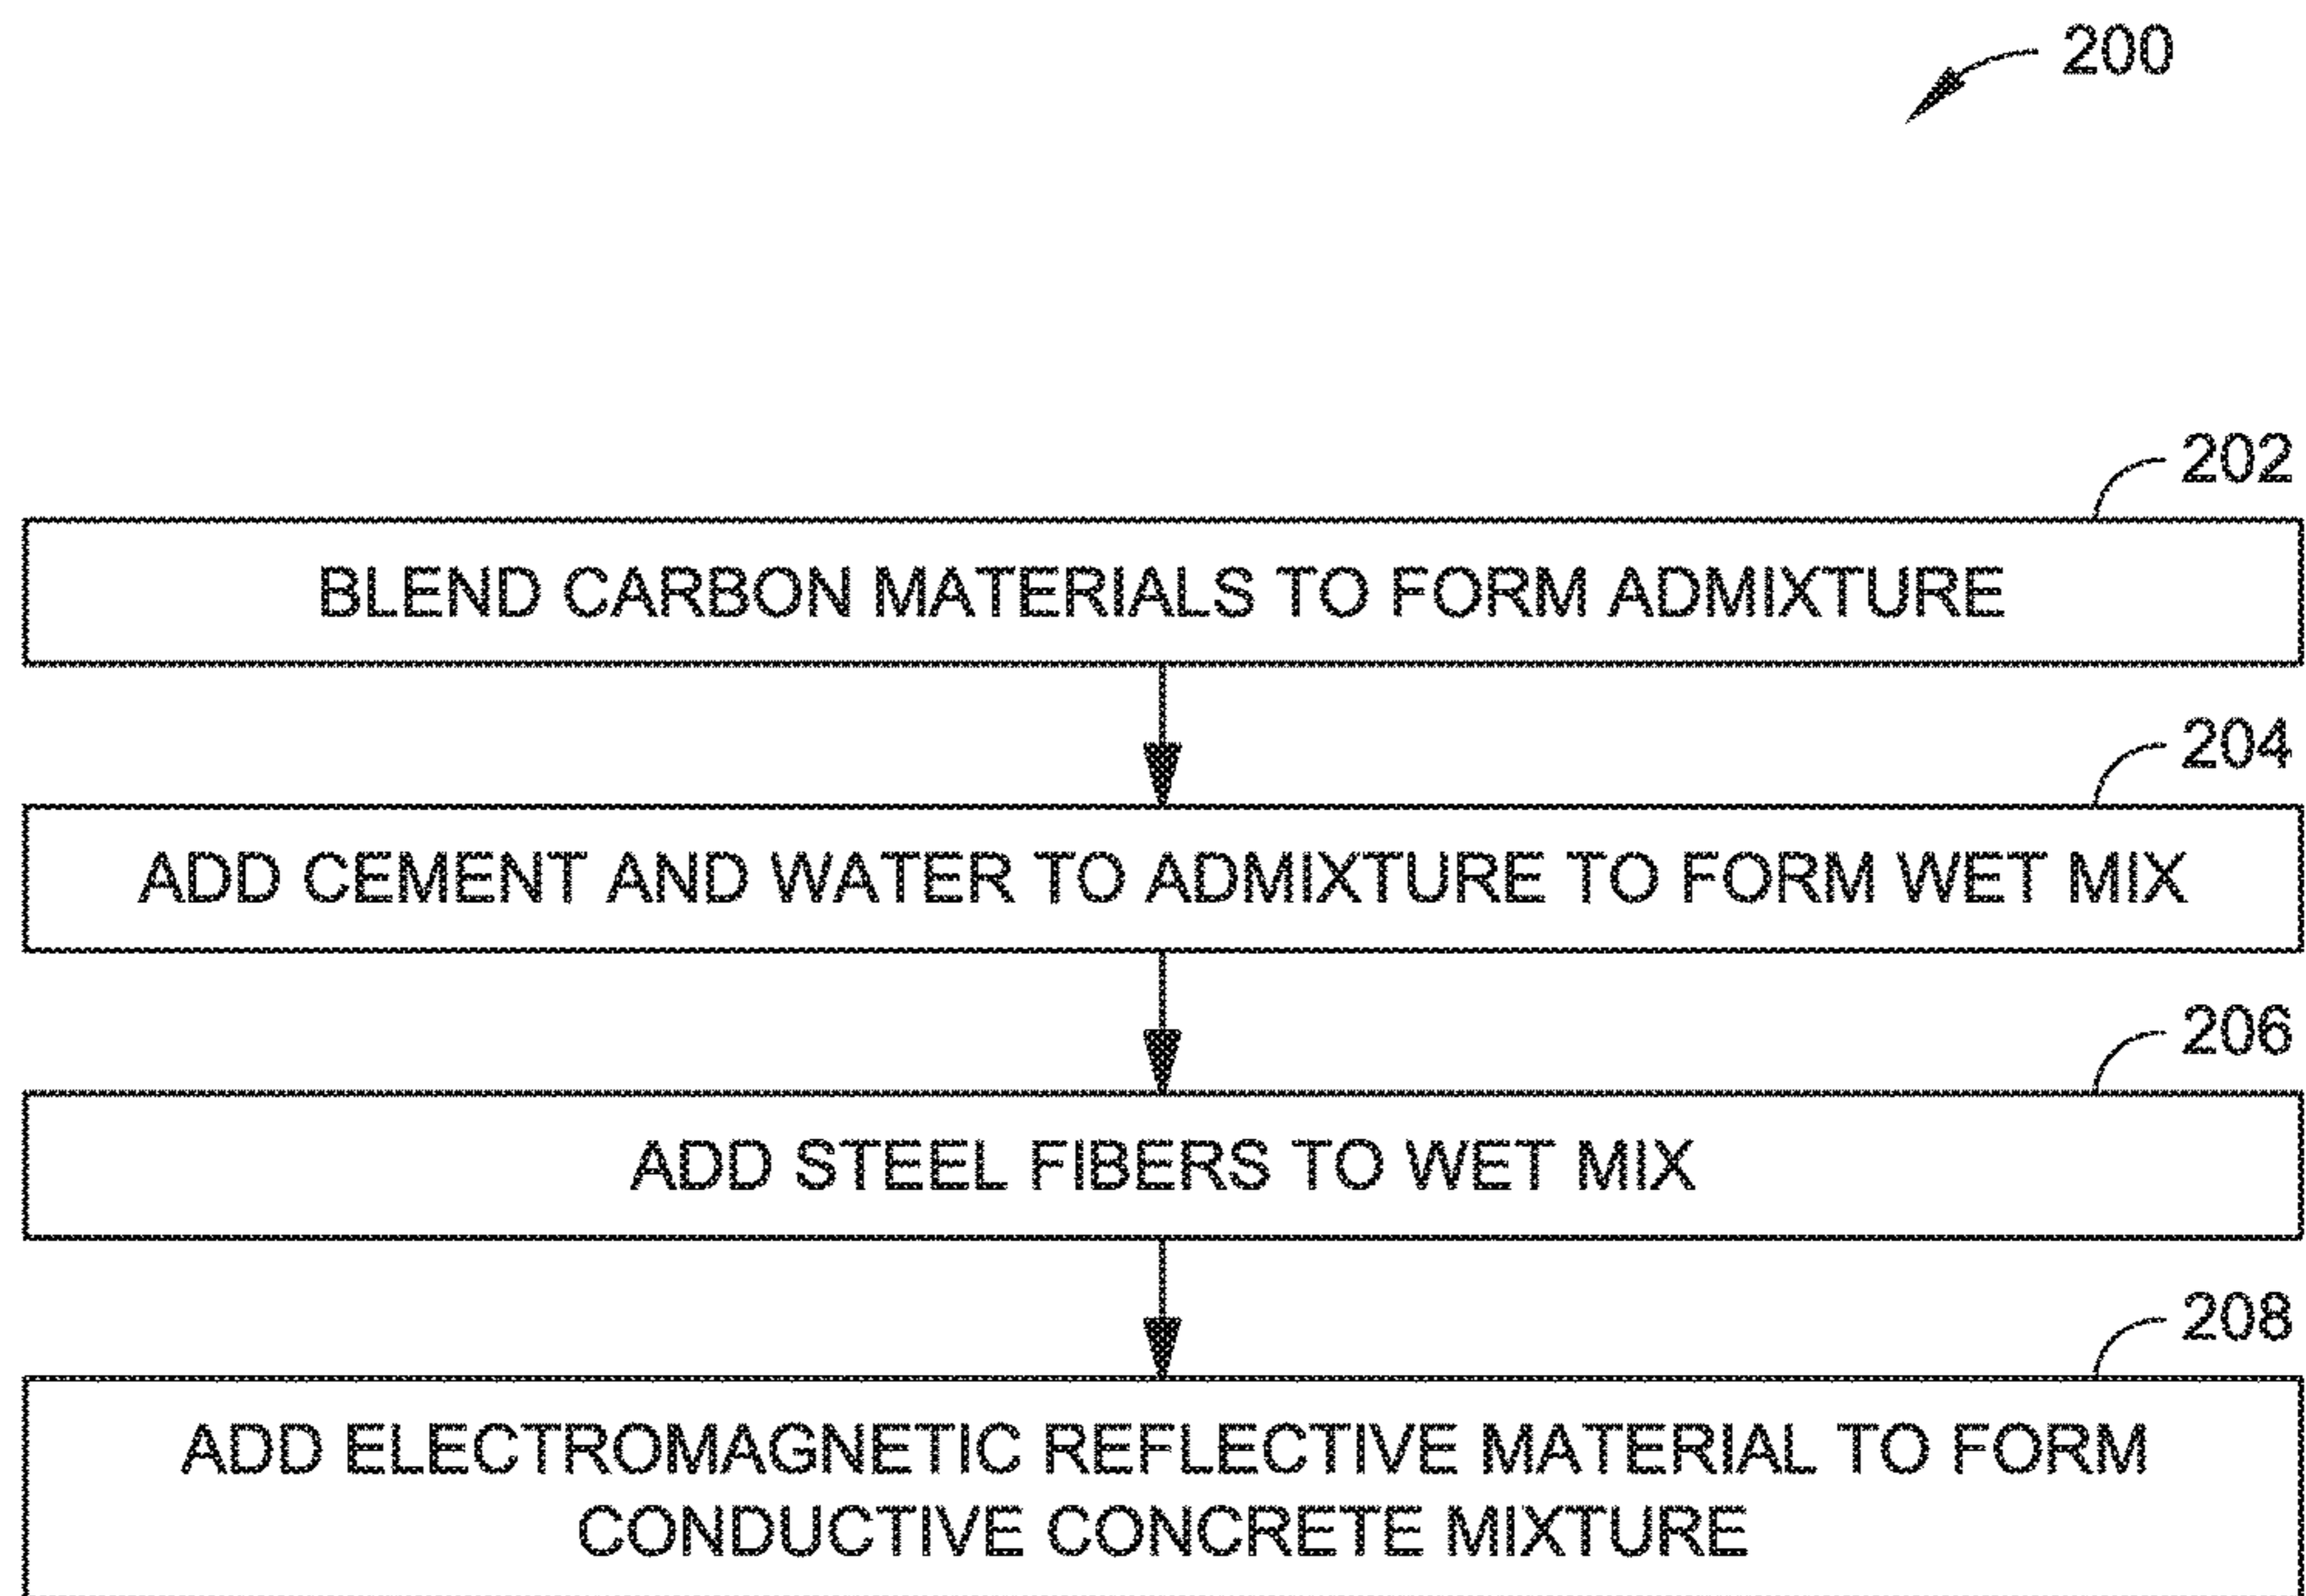 200
202
BLEND CARBON MATERIALS TO FORM ADMIXTURE
204
ADD CEMENT AND WATER TO ADMIXTURE TO FORM WET MIX
206
ADD STEEL FIBERS TO WET MIX
208
ADD ELECTROMAGNETIC REFLECTIVE MATERIAL TO FORM
CONDUCTIVE CONCRETE MIXTURE